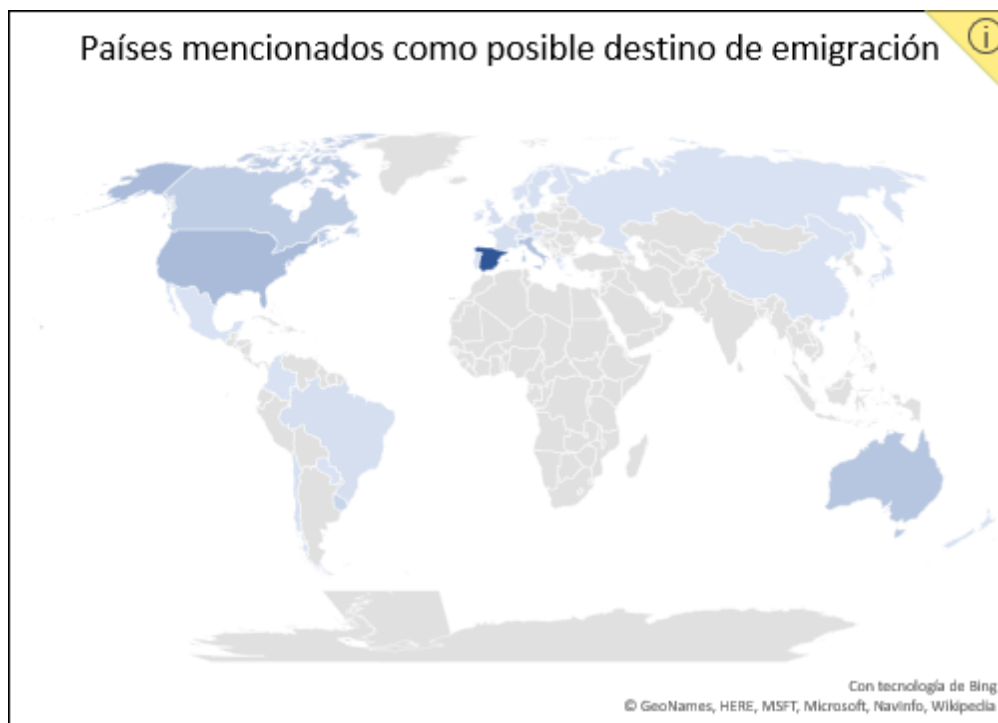 Países mencionados como posible destino de emigración
Con tecnología de Bing
© GeoNames, HERE, MSFT, Microsoft, NavInfo, Wikipedia